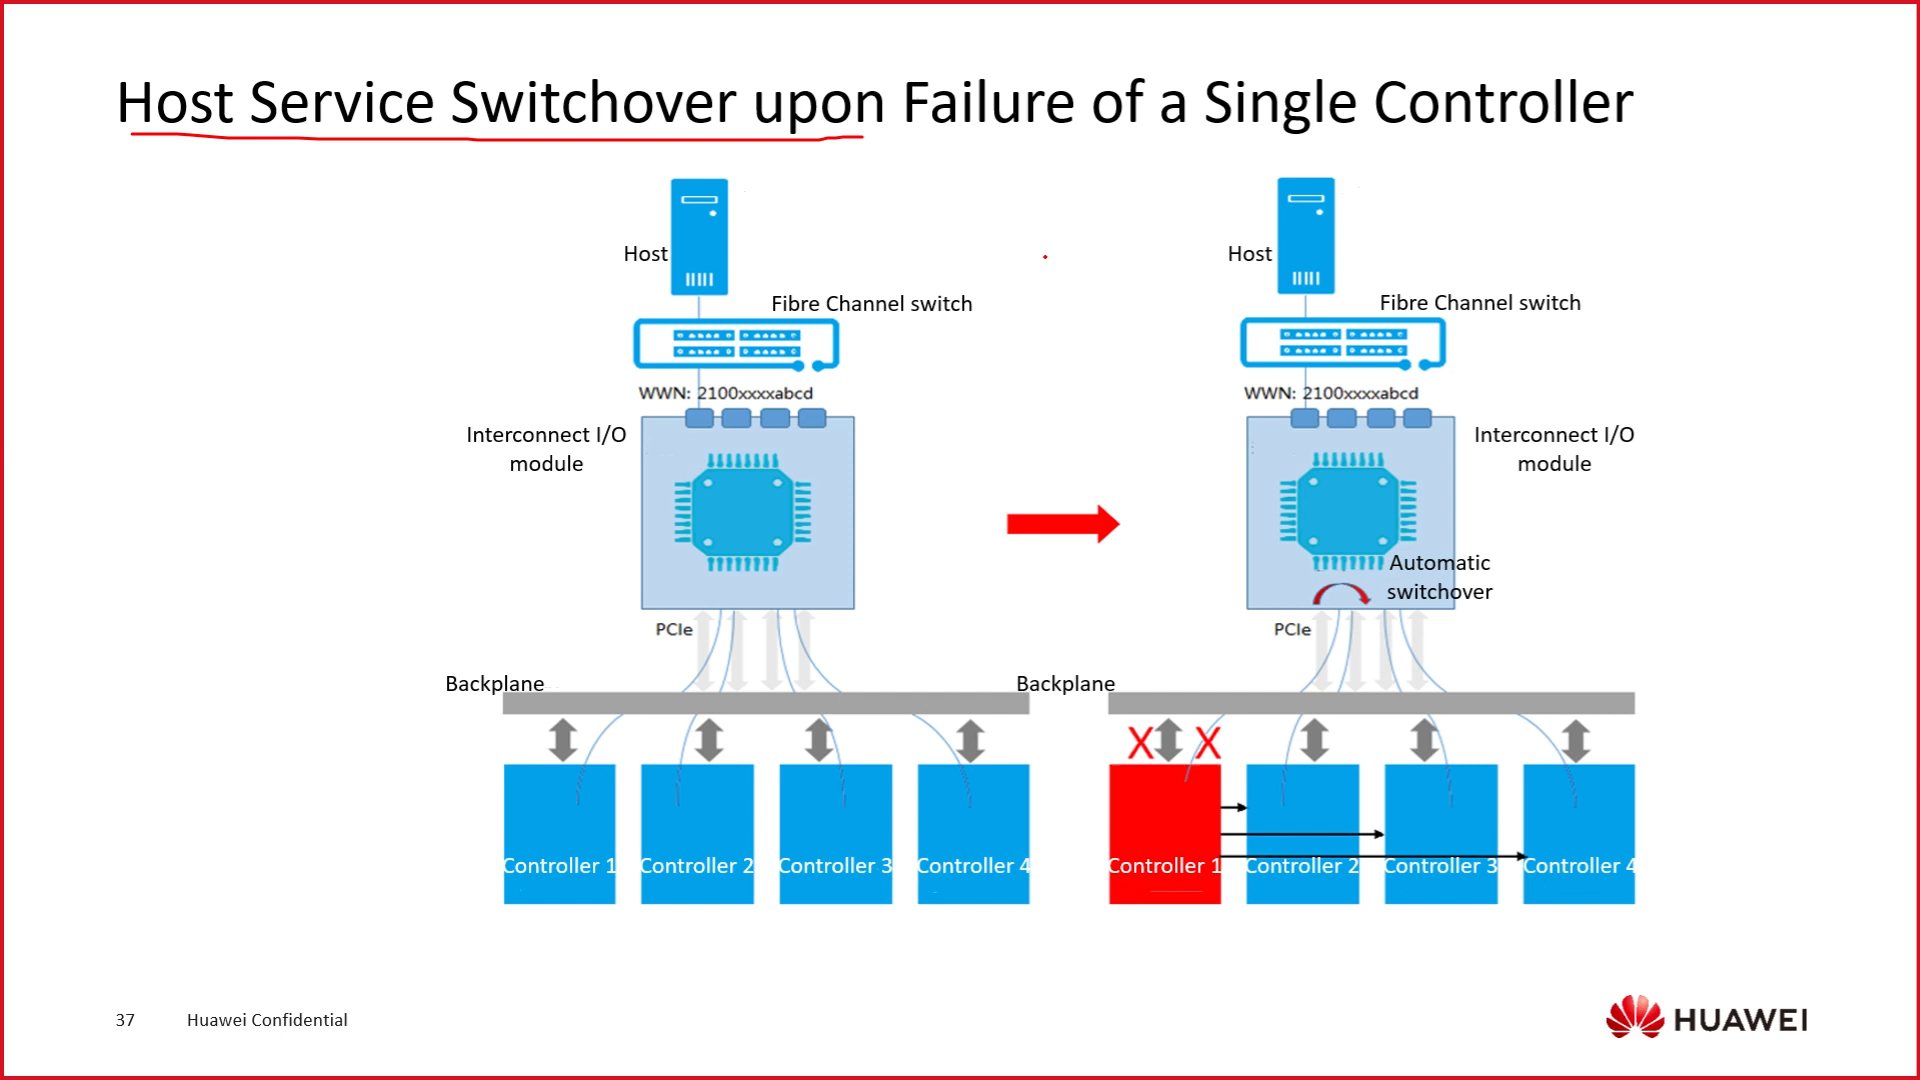 Host Service Switchover upon Failure of a Single Controller
Host
Fibre Channel switch
WWN: 2100xxxxabcd
Interconnect I/O
module
PCIe
Backplane
Controller 1
Controller 2
Controller 3
Controller 4
Host
Fibre Channel switch
WWN: 2100xxxxabcd
Interconnect I/O
module
Automatic
switchover
PCIe
Backplane
X X
Controller 1
Controller 2
Controller 3
Controller 4
37
Huawei Confidential
HUAWEI